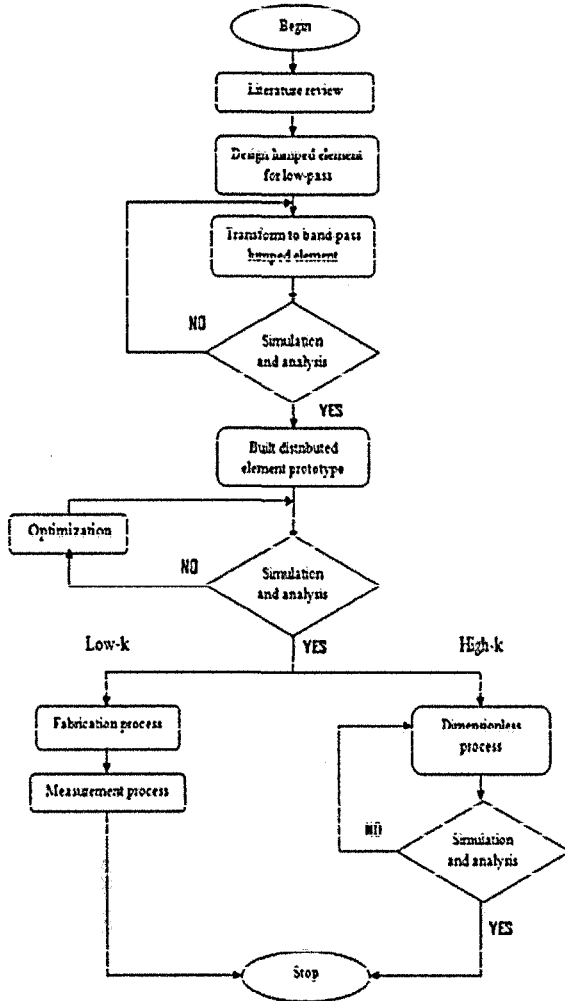 Begin
Literature review
Design lumped element
for low-pass
Transform to band-pass
lumped element
NO
Simulation
and analysis
YES
Built distributed
element prototype
Optimization
NO
Simulation
and analysis
YES
Low-k
High-k
Fabrication process
Dimensionless
process
Measurement process
NO
Simulation
and analysis
YES
Stop